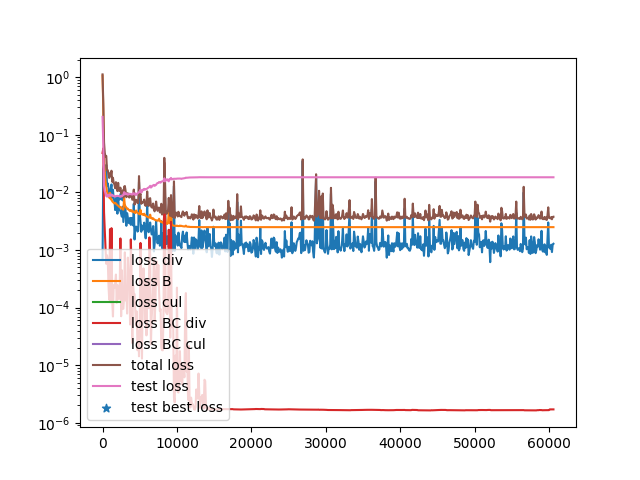 10⁰
10⁻¹
10⁻²
10⁻³
10⁻⁴
10⁻⁵
10⁻⁶
loss div
loss B
loss cul
loss BC div
loss BC cul
total loss
test loss
test best loss
0 10000 20000 30000 40000 50000 60000